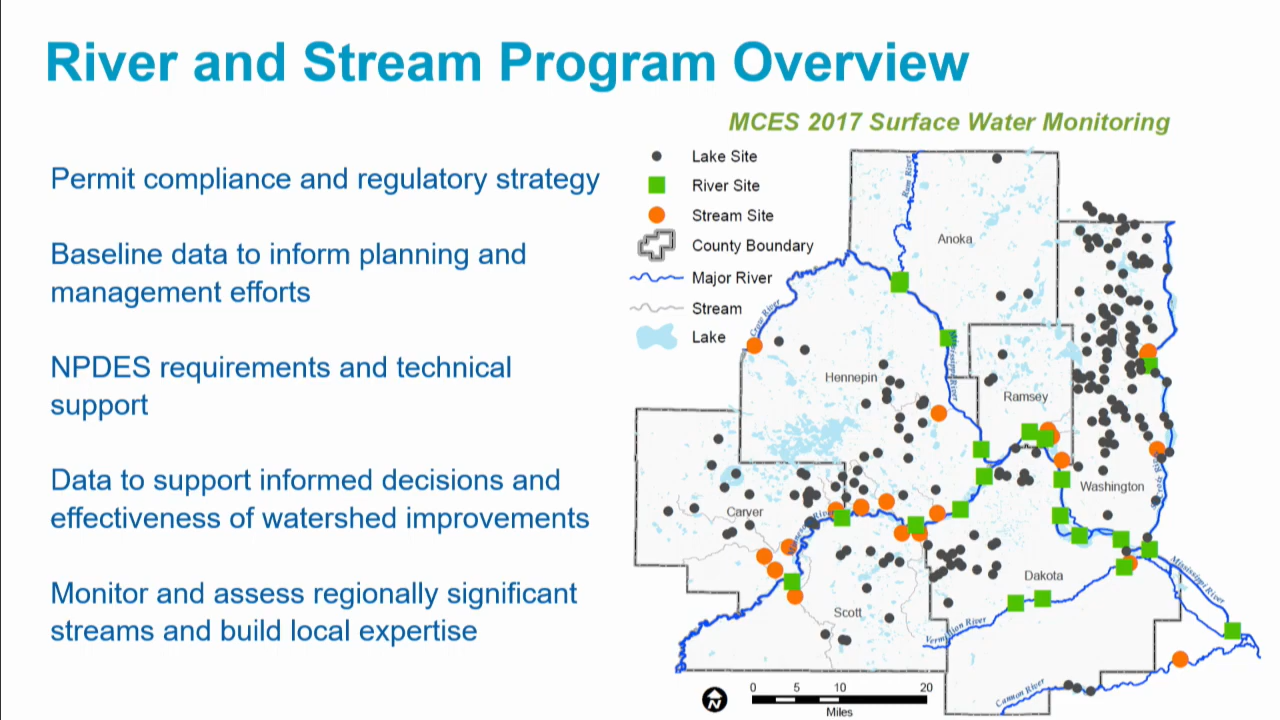 River and Stream Program Overview
MCES 2017 Surface Water Monitoring
Permit compliance and regulatory strategy
Baseline data to inform planning and
management efforts
NPDES requirements and technical
support
Data to support informed decisions and
effectiveness of watershed improvements
Monitor and assess regionally significant
streams and build local expertise
Lake Site
River Site
Stream Site
County Boundary
Major River
Stream
Lake
Rum River
Anoka
Crow River
Mississippi River
Hennepin
Ramsey
Washington
Carver
Dakota
Mississippi River
Scott
Vermillion River
Cannon River
N
0 5 10 20
Miles